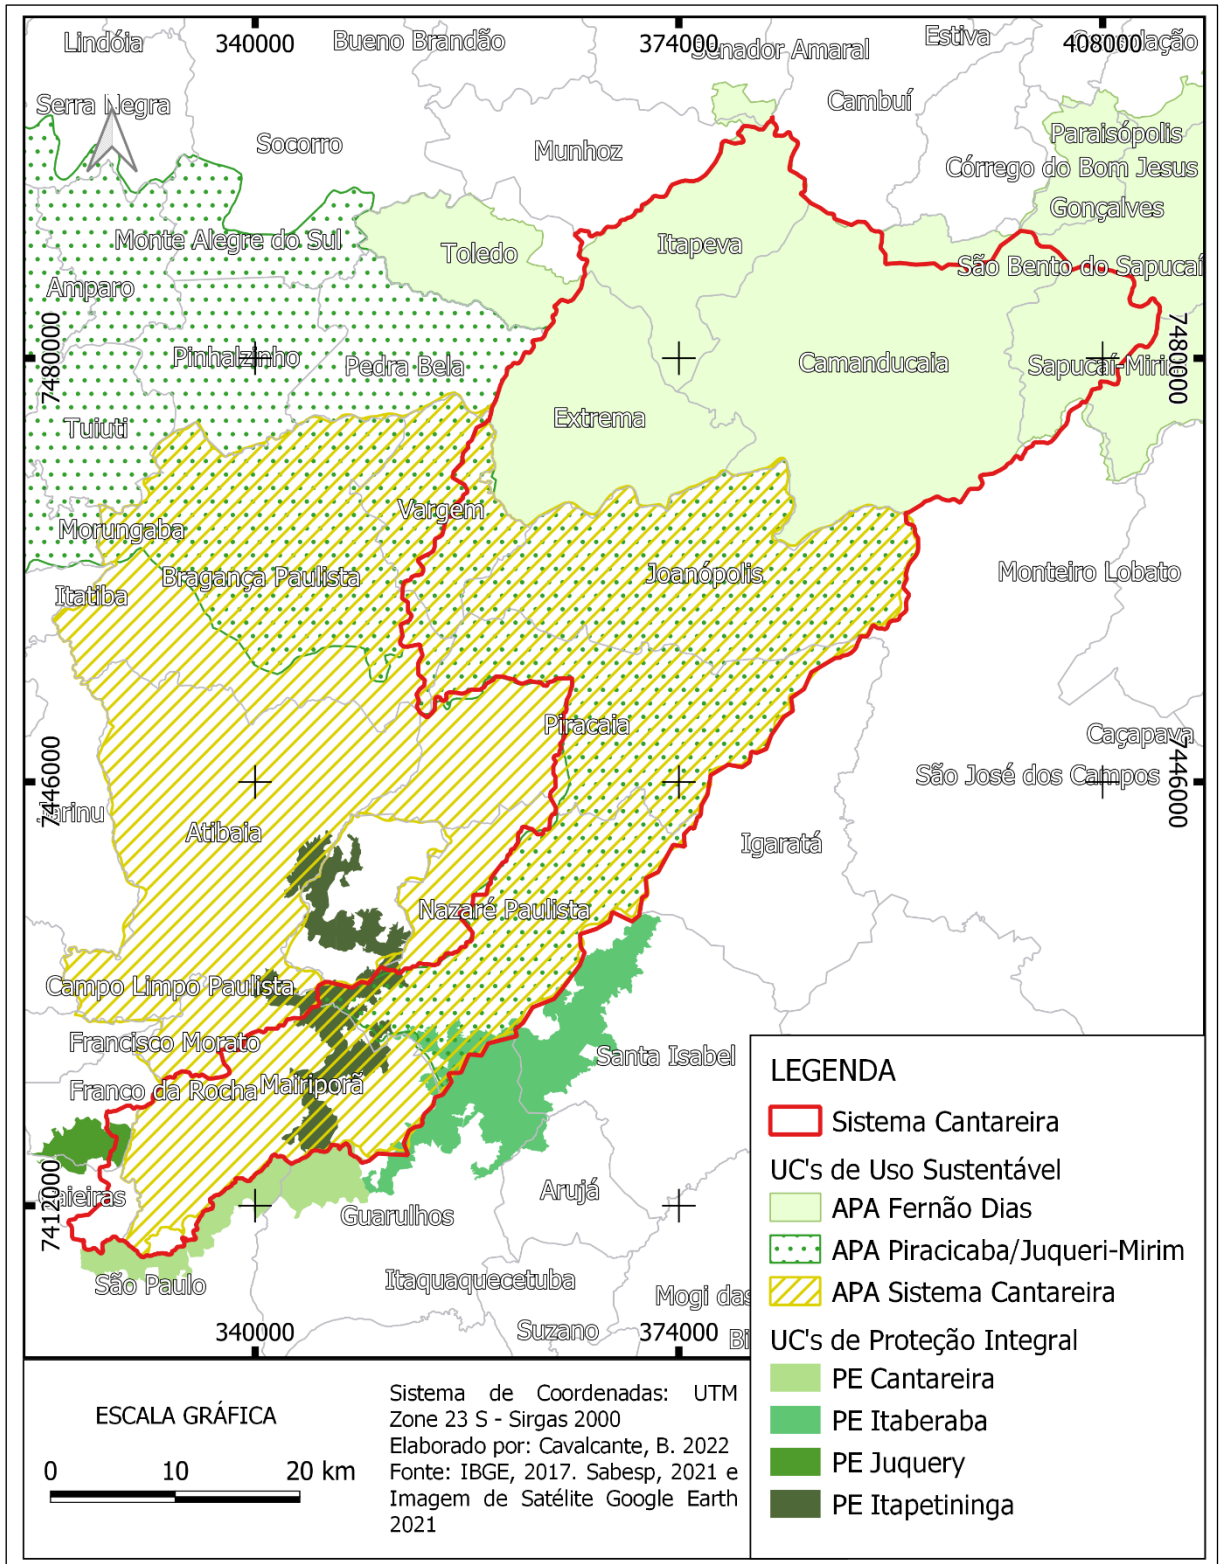 Lindóia
340000
Bueno Brandão
374000
Senador Amaral
Estiva
408000
Serra Negra
Socorro
Munhoz
Cambuí
Paraisópolis
Córrego do Bom Jesus
Gonçalves
Monte Alegre do Sul
Toledo
Itapeva
São Bento do Sapucaí
Amparo
7480000
Pinhalzinho
Pedra Bela
Camanducaia
Sapucaí-Mirim
7480000
Tuiuti
Extrema
Vargem
Morungaba
Bragança Paulista
Joanópolis
Monteiro Lobato
Itatiba
Piracaia
Caçapava
7446000
São José dos Campos
7446000
Jarinu
Atibaia
Igaratá
Nazaré Paulista
Campo Limpo Paulista
Francisco Morato
Santa Isabel
Franco da Rocha
Mairiporã
7412000
Caieiras
Arujá
Guarulhos
São Paulo
Itaquaquecetuba
Mogi das
340000
Suzano
374000
Bi
LEGENDA
Sistema Cantareira
UC's de Uso Sustentável
APA Fernão Dias
APA Piracicaba/Juqueri-Mirim
APA Sistema Cantareira
UC's de Proteção Integral
PE Cantareira
PE Itaberaba
PE Juquery
PE Itapetininga
ESCALA GRÁFICA
0 10 20 km
Sistema de Coordenadas: UTM
Zone 23 S - Sirgas 2000
Elaborado por: Cavalcante, B. 2022
Fonte: IBGE, 2017. Sabesp, 2021 e
Imagem de Satélite Google Earth
2021